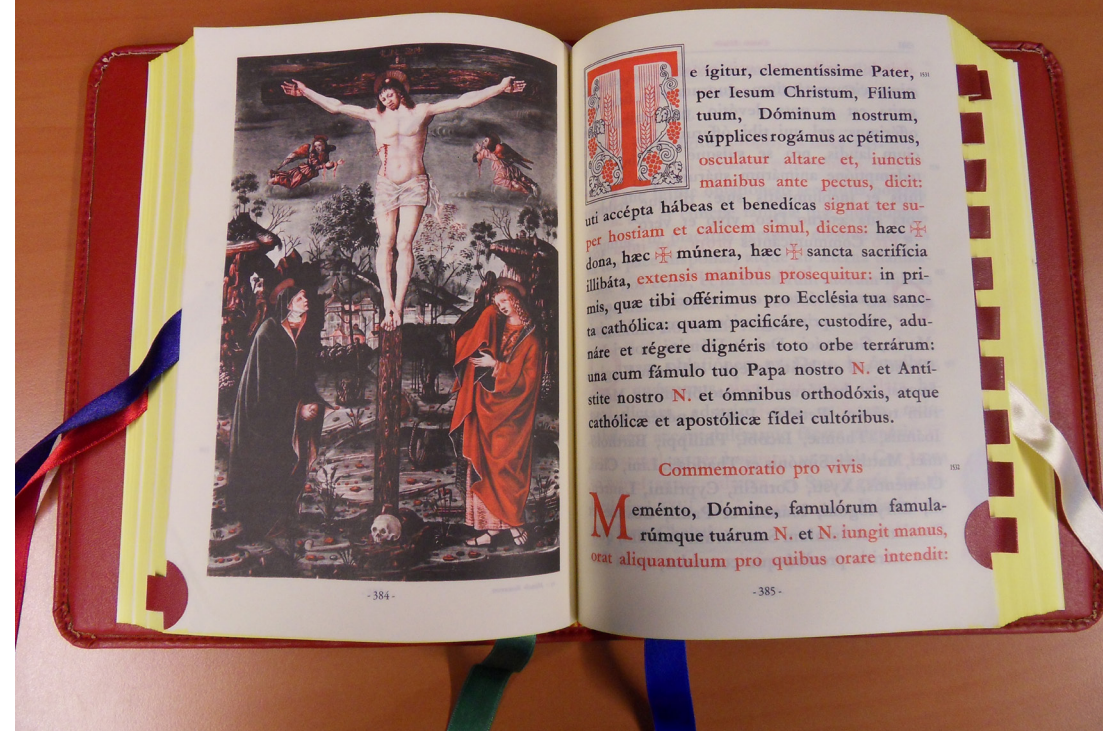 - 384 -
Te ígitur, clementíssime Pater,
per Iesum Christum, Fílium
tuum, Dóminum nostrum,
súpplices rogámus ac pétimus,
osculatur altare et, iunctis
manibus ante pectus, dicit:
uti accépta hábeas et benedícas signat ter su-
per hostiam et calicem simul, dicens: hæc ✠
dona, hæc ✠ múnera, hæc ✠ sancta sacrifícia
illibáta, extensis manibus prosequitur: in pri-
mis, quæ tibi offérimus pro Ecclésia tua sanc-
ta cathólica: quam pacificáre, custodíre, adu-
náre et régere dignéris toto orbe terrárum:
una cum fámulo tuo Papa nostro N. et Antí-
stite nostro N. et ómnibus orthodóxis, atque
cathólicæ et apostólicæ fídei cultóribus.
Commemoratio pro vivis
Meménto, Dómine, famulórum famula-
rúmque tuárum N. et N. iungit manus,
orat aliquantulum pro quibus orare intendit:
- 385 -